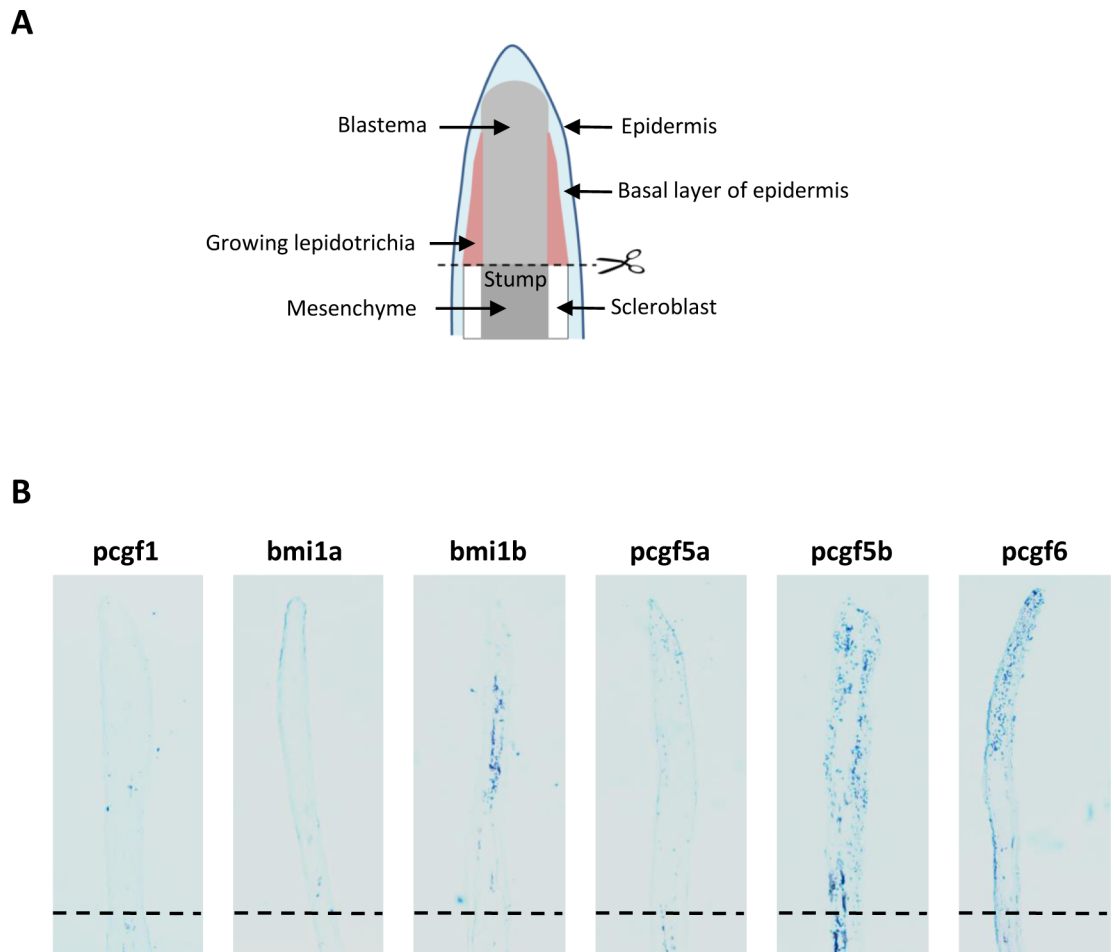 A
Blastema
Epidermis
Basal layer of epidermis
Growing lepidotrichia
Stump
Mesenchyme
Scleroblast
B
pcgf1
bmi1a
bmi1b
pcgf5a
pcgf5b
pcgf6